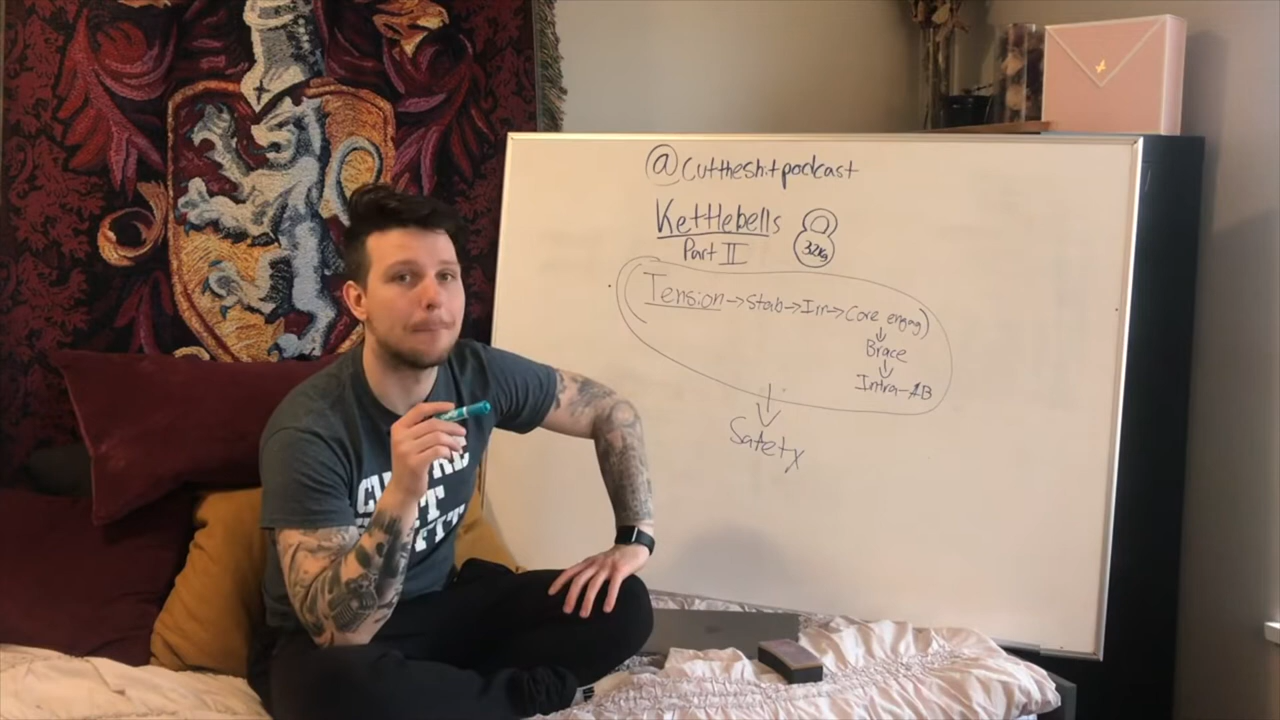 @cuttheshitpodcast
Kettlebells
32kg
Part II
Tension → Stab → Irr → Core engag)
Brace
Intra-AB
Safety